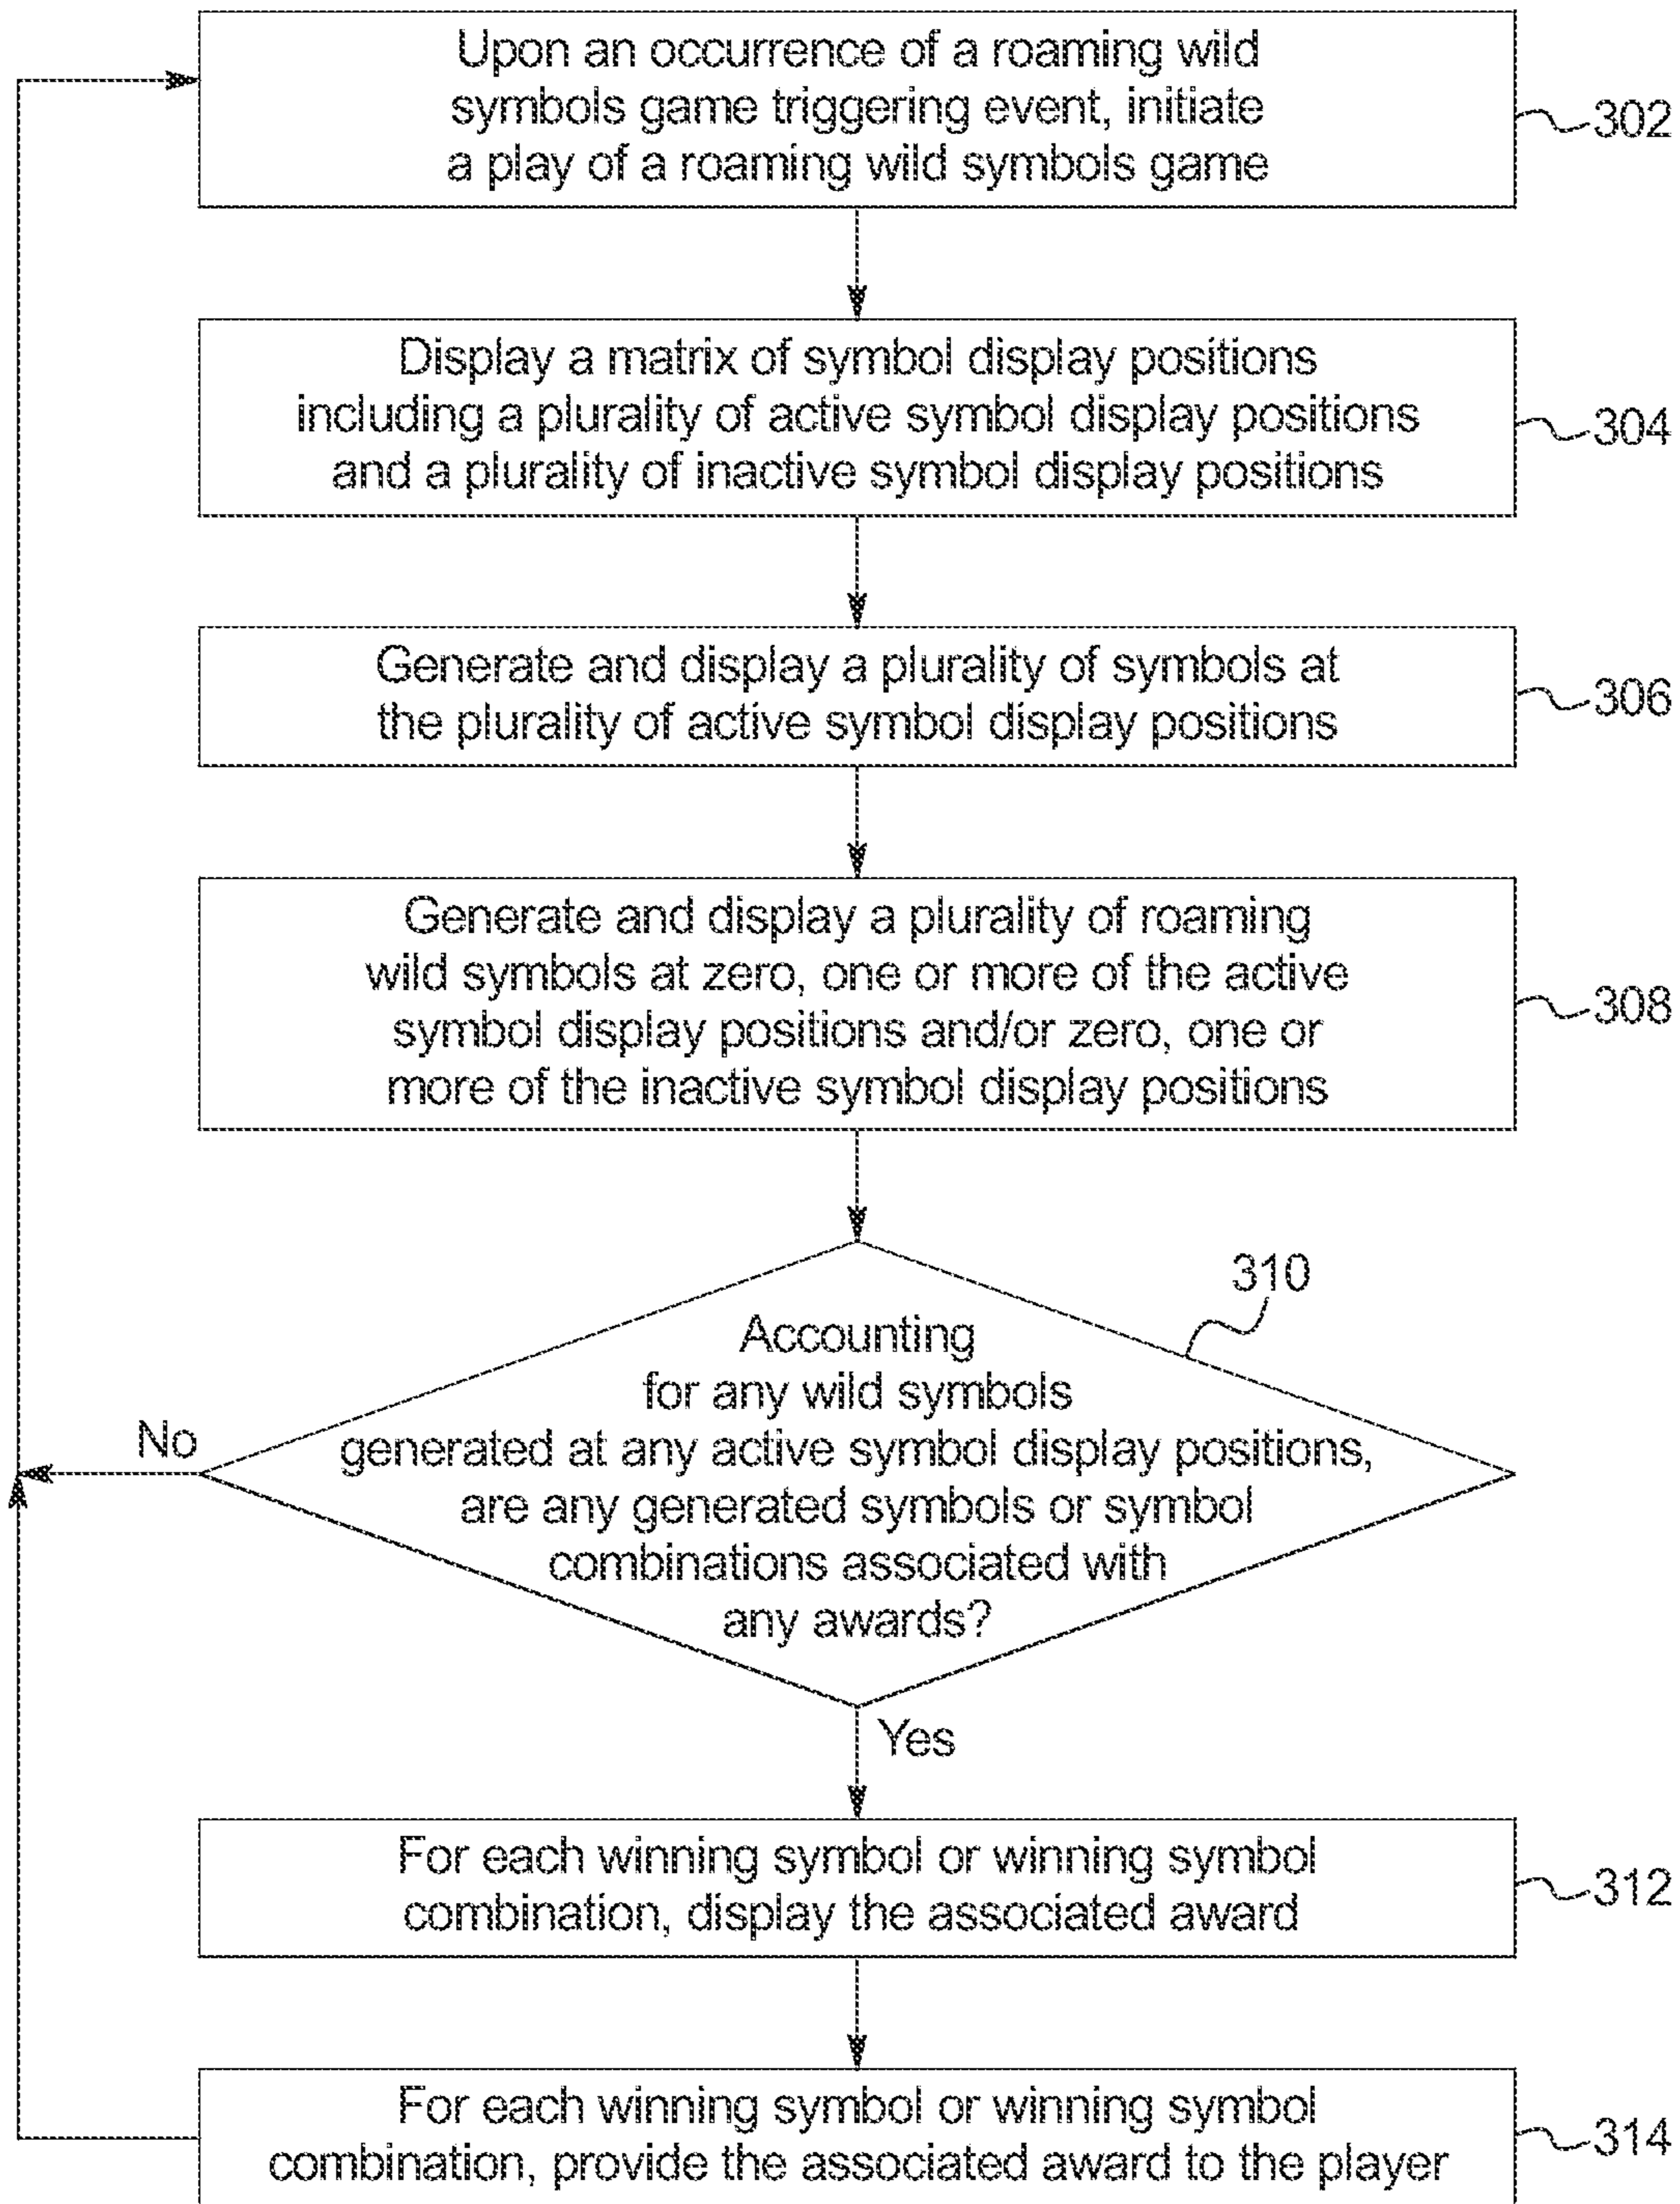 Upon an occurrence of a roaming wild
symbols game triggering event, initiate
a play of a roaming wild symbols game
302
Display a matrix of symbol display positions
including a plurality of active symbol display positions
and a plurality of inactive symbol display positions
304
Generate and display a plurality of symbols at
the plurality of active symbol display positions
306
Generate and display a plurality of roaming
wild symbols at zero, one or more of the active
symbol display positions and/or zero, one or
more of the inactive symbol display positions
308
310
Accounting
for any wild symbols
generated at any active symbol display positions,
are any generated symbols or symbol
combinations associated with
any awards?
No
Yes
For each winning symbol or winning symbol
combination, display the associated award
312
For each winning symbol or winning symbol
combination, provide the associated award to the player
314